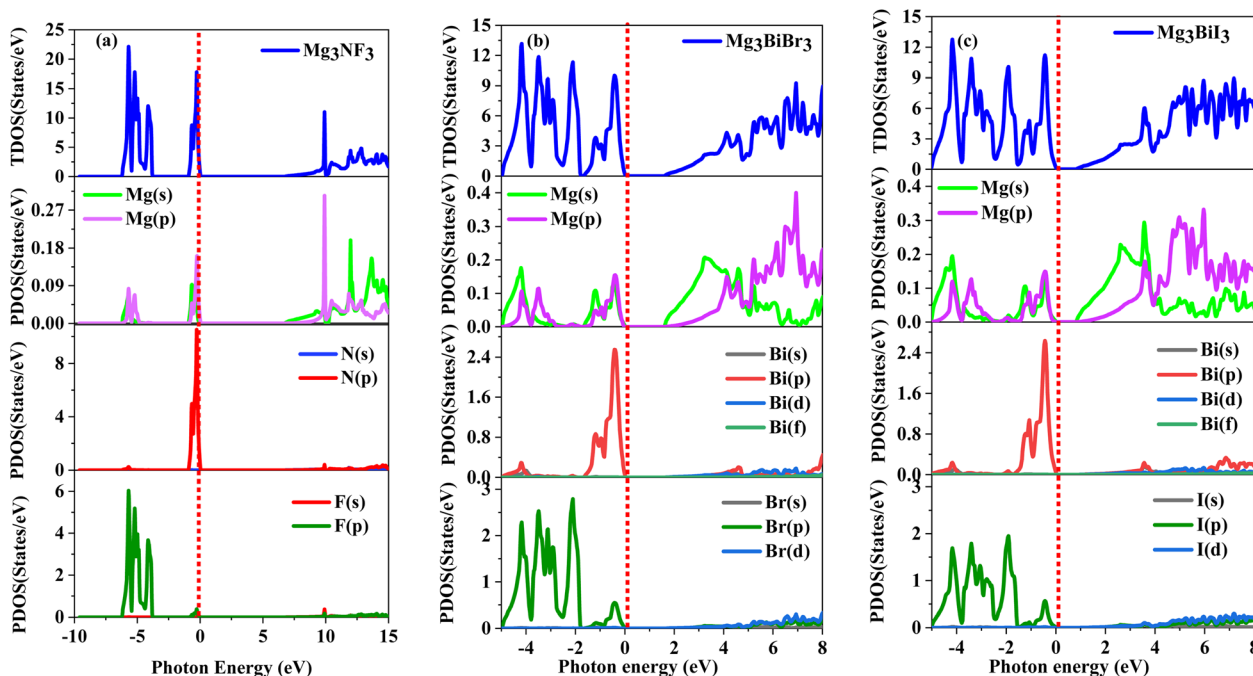 (a)
Mg3NF3
TDOS(States/eV)
25
20
15
10
5
0
Mg(s)
Mg(p)
PDOS(States/eV)
0.27
0.18
0.09
0.00
N(s)
N(p)
PDOS(States/eV)
8
4
0
F(s)
F(p)
PDOS(States/eV)
6
4
2
0
-10
-5
0
5
10
15
Photon Energy (eV)
(b)
Mg3BiBr3
TDOS(States/eV)
15
12
9
6
3
0
Mg(s)
Mg(p)
PDOS(States/eV)
0.4
0.3
0.2
0.1
0.0
Bi(s)
Bi(p)
Bi(d)
Bi(f)
PDOS(States/eV)
2.4
1.6
0.8
0.0
Br(s)
Br(p)
Br(d)
PDOS(States/eV)
3
2
1
0
-4
-2
0
2
4
6
8
Photon energy (eV)
(c)
Mg3BiI3
TDOS(States/eV)
15
12
9
6
3
0
Mg(s)
Mg(p)
PDOS(States/eV)
0.4
0.3
0.2
0.1
0.0
Bi(s)
Bi(p)
Bi(d)
Bi(f)
PDOS(States/eV)
2.4
1.6
0.8
0.0
I(s)
I(p)
I(d)
PDOS(States/eV)
3
2
1
0
-4
-2
0
2
4
6
8
Photon energy (eV)